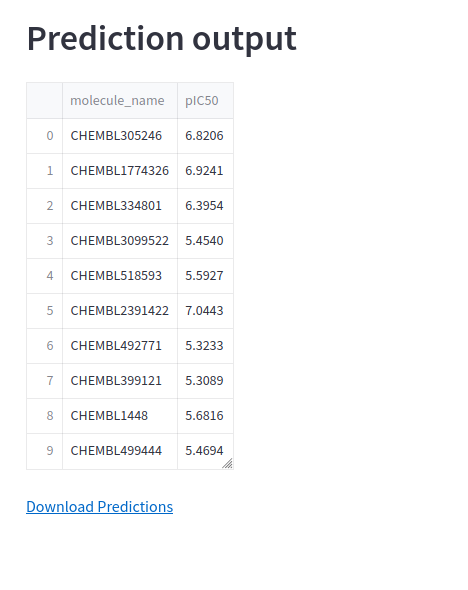 Prediction output
molecule_name pIC50
0 CHEMBL305246 6.8206
1 CHEMBL1774326 6.9241
2 CHEMBL334801 6.3954
3 CHEMBL3099522 5.4540
4 CHEMBL518593 5.5927
5 CHEMBL2391422 7.0443
6 CHEMBL492771 5.3233
7 CHEMBL399121 5.3089
8 CHEMBL1448 5.6816
9 CHEMBL499444 5.4694
Download Predictions